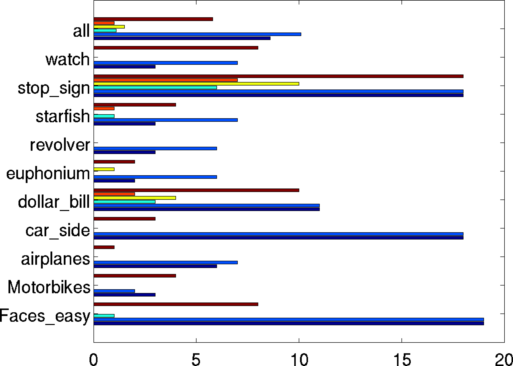 all
watch
stop_sign
starfish
revolver
euphonium
dollar_bill
car_side
airplanes
Motorbikes
Faces_easy
0 5 10 15 20